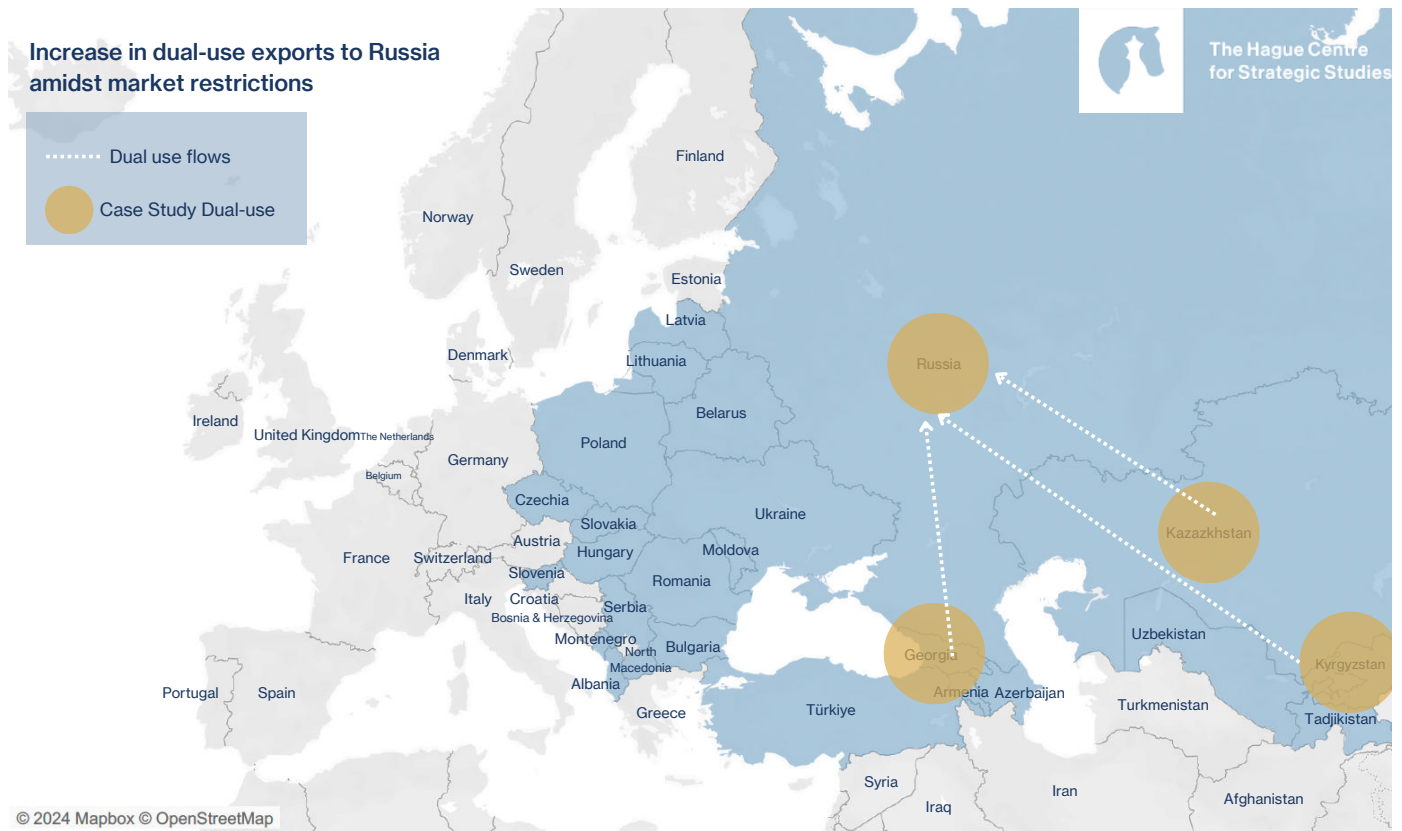 Increase in dual-use exports to Russia
amidst market restrictions
Dual use flows
Case Study Dual-use
The Hague Centre
for Strategic Studies
Finland
Norway
Sweden
Estonia
Latvia
Denmark
Lithuania
Russia
Belarus
Ireland
United Kingdom
The Netherlands
Poland
Germany
Belgium
Czechia
Ukraine
Slovakia
Kazazkhstan
Austria
Hungary
Moldova
France
Switzerland
Slovenia
Romania
Italy
Croatia
Serbia
Bosnia & Herzegovina
Uzbekistan
Montenegro
Bulgaria
North
Macedonia
Georgia
Kyrgyzstan
Albania
Portugal
Spain
Armenia
Azerbaijan
Turkmenistan
Greece
Türkiye
Tadjikistan
Syria
Iran
Iraq
Afghanistan
© 2024 Mapbox © OpenStreetMap